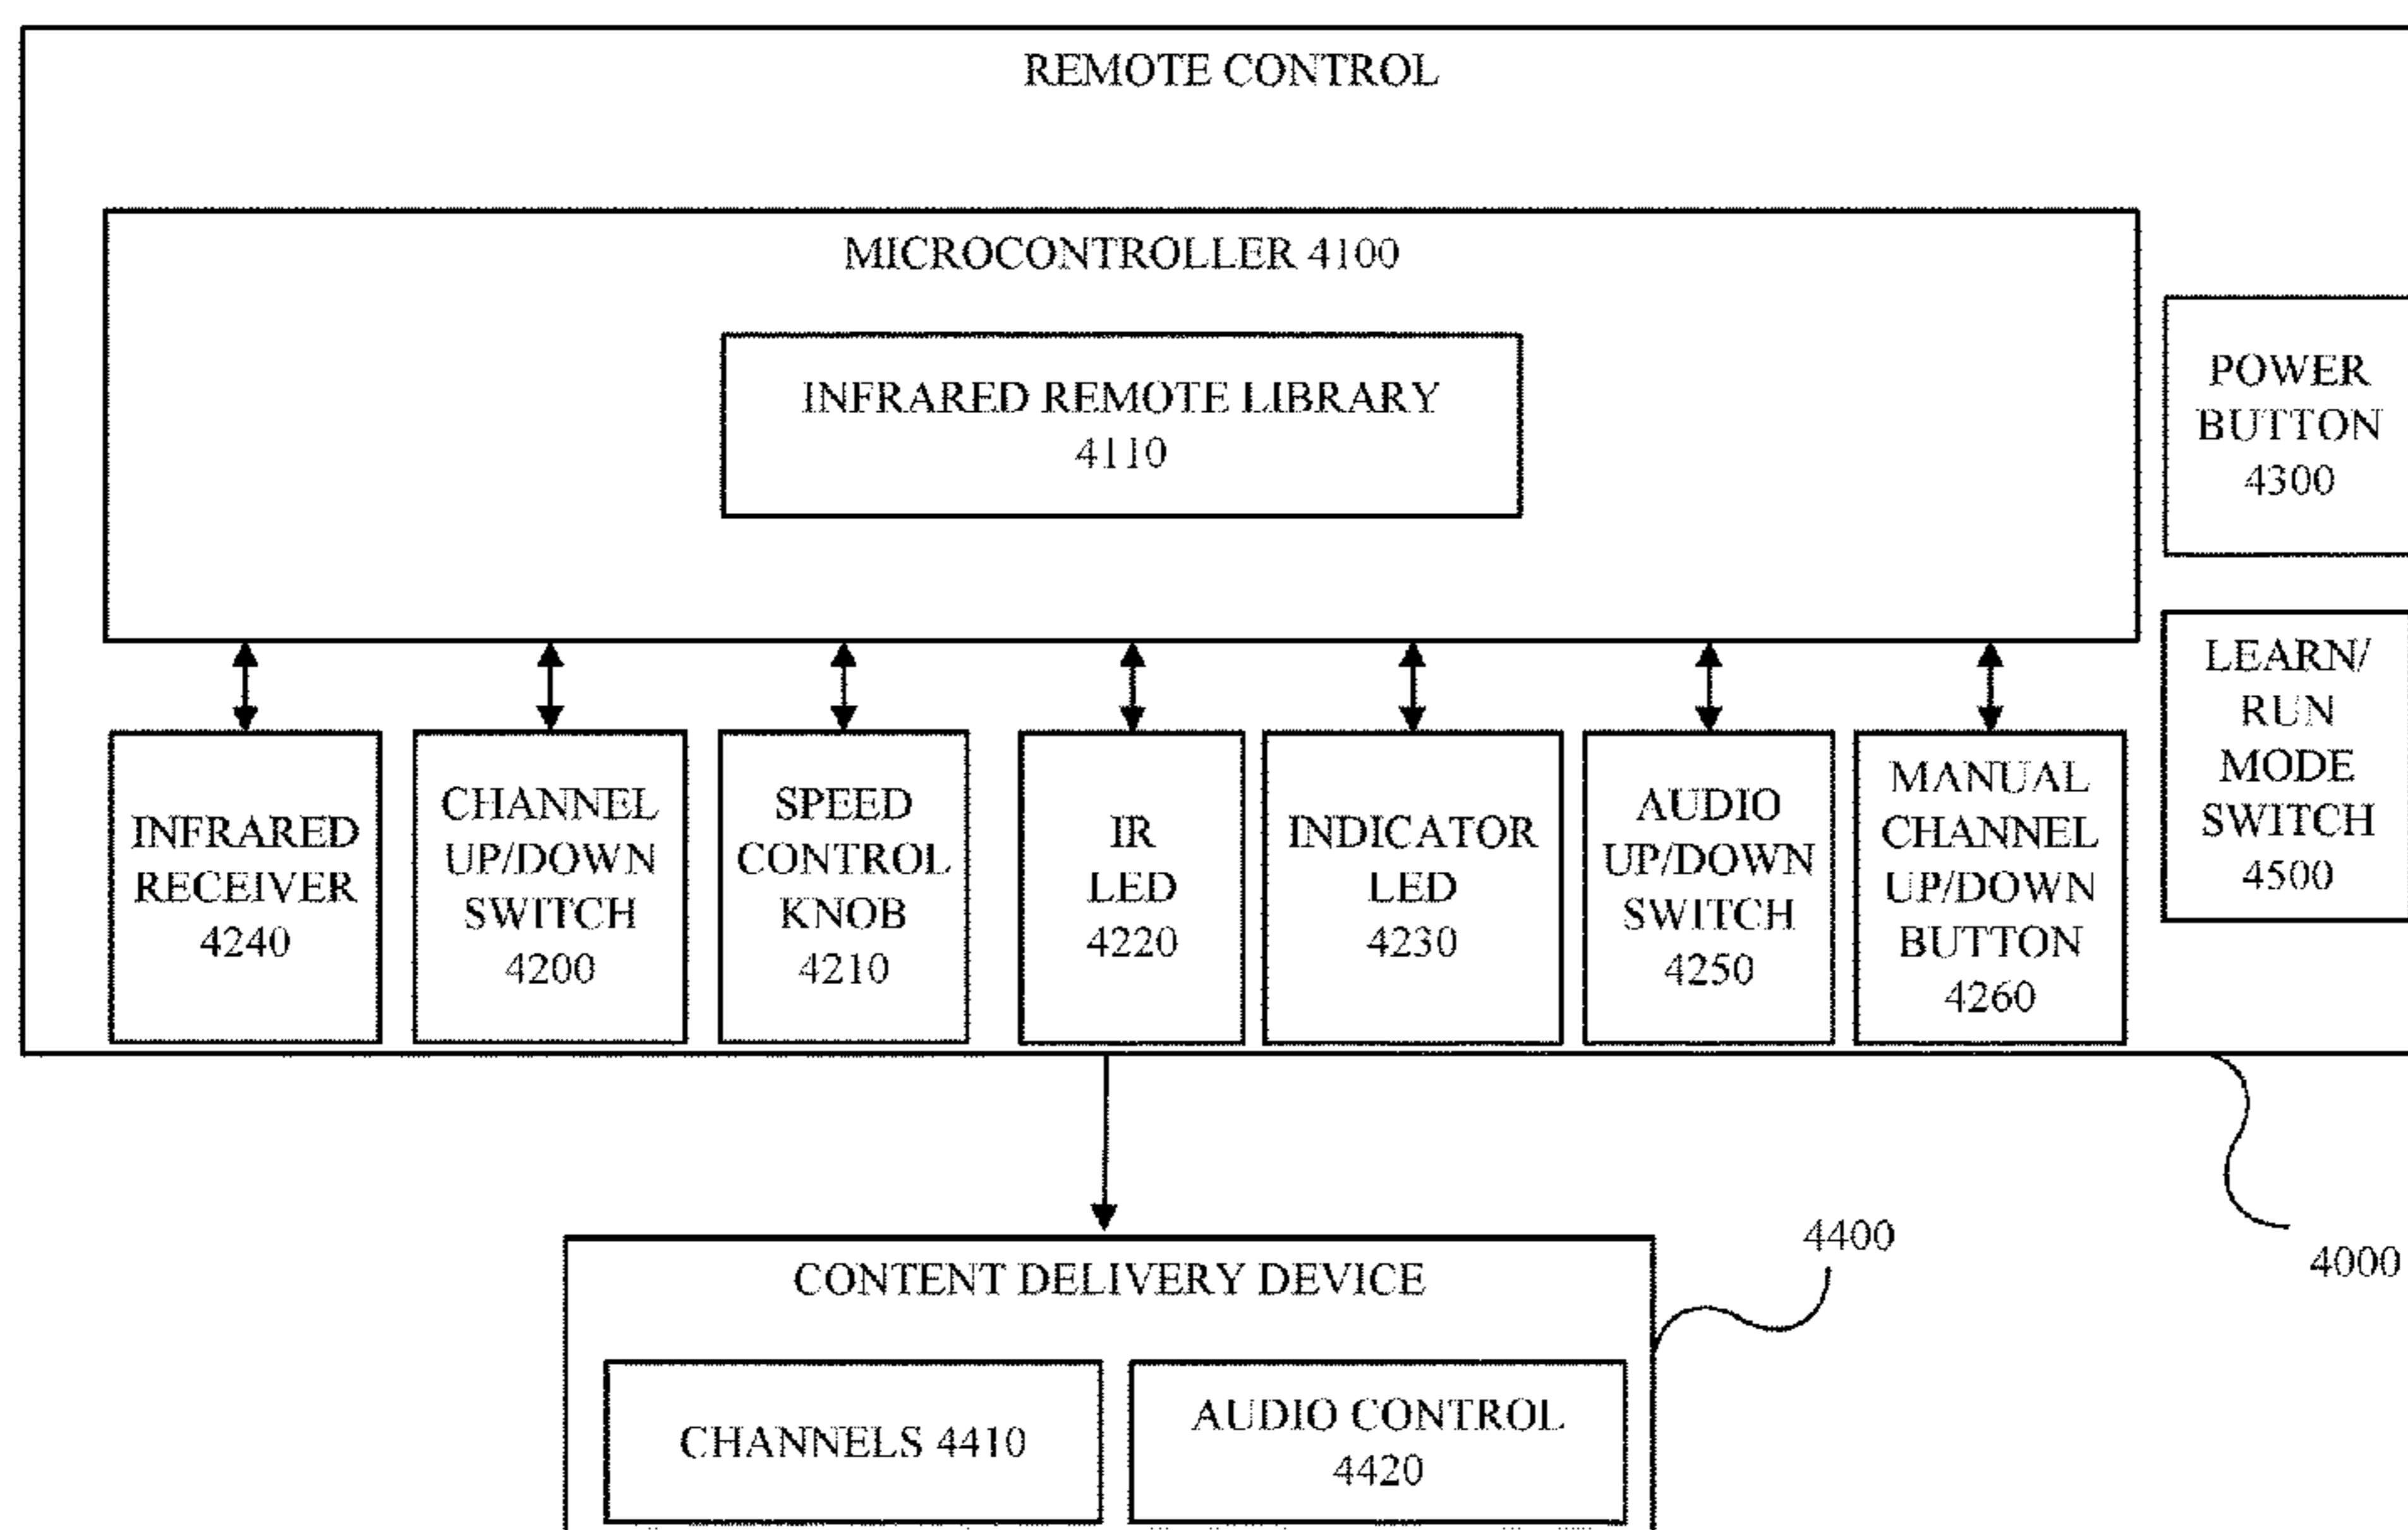 REMOTE CONTROL
MICROCONTROLLER 4100
INFRARED REMOTE LIBRARY
4110
POWER
BUTTON
4300
LEARN/
RUN
MODE
SWITCH
4500
INFRARED
RECEIVER
4240
CHANNEL
UP/DOWN
SWITCH
4200
SPEED
CONTROL
KNOB
4210
IR
LED
4220
INDICATOR
LED
4230
AUDIO
UP/DOWN
SWITCH
4250
MANUAL
CHANNEL
UP/DOWN
BUTTON
4260
4400
4000
CONTENT DELIVERY DEVICE
CHANNELS 4410
AUDIO CONTROL
4420